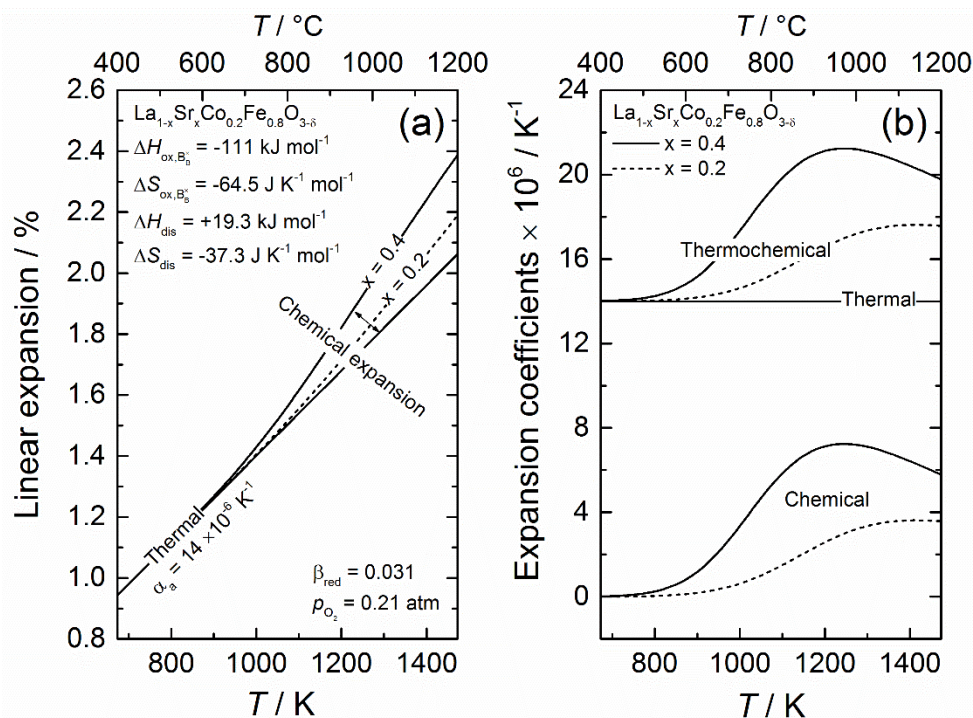 T / °C
400 600 800 1000 1200
2.6
2.4
2.2
2.0
1.8
1.6
1.4
1.2
1.0
0.8
Linear expansion / %
La1-xSrxCo0.2Fe0.8O3-δ
(a)
ΔHox,B×B = -111 kJ mol-1
ΔSox,B×B = -64.5 J K-1 mol-1
ΔHdis = +19.3 kJ mol-1
ΔSdis = -37.3 J K-1 mol-1
x = 0.4
x = 0.2
Chemical expansion
Thermal
αa = 14 ×10-6 K-1
βred = 0.031
pO2 = 0.21 atm
800 1000 1200 1400
T / K
T / °C
400 600 800 1000 1200
24
20
16
12
8
4
0
Expansion coefficients × 10^6 / K-1
La1-xSrxCo0.2Fe0.8O3-δ
(b)
x = 0.4
x = 0.2
Thermochemical
Thermal
Chemical
800 1000 1200 1400
T / K